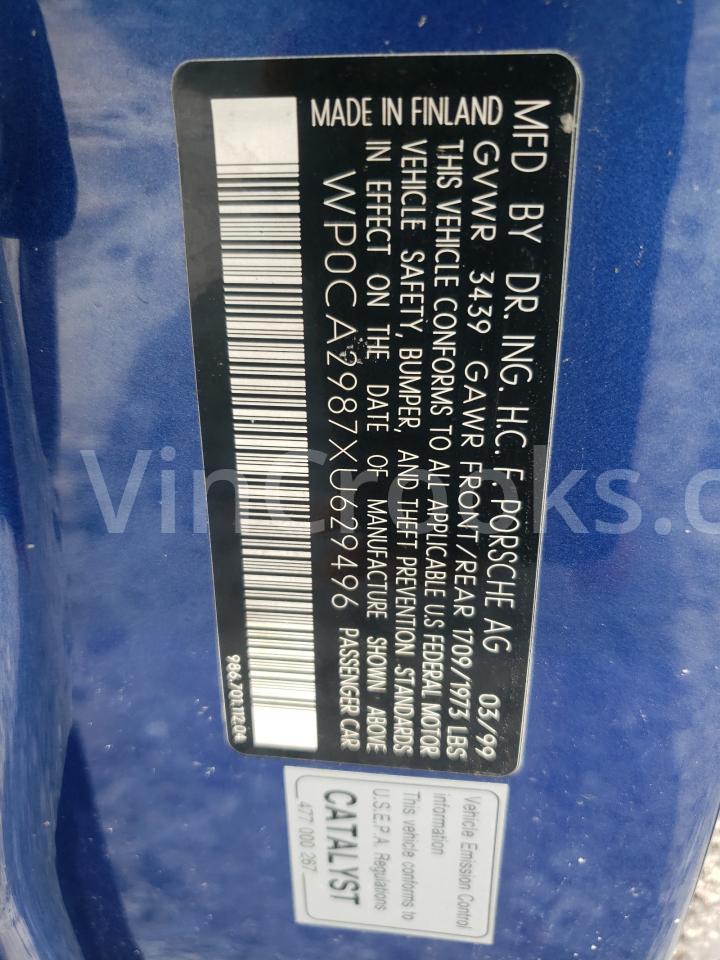 MFD BY DR. ING. H.C. F. PORSCHE AG 03/99
GVWR 3439 GAWR FRONT/REAR 1709/1973 LBS
THIS VEHICLE CONFORMS TO ALL APPLICABLE U.S FEDERAL MOTOR
VEHICLE SAFETY, BUMPER, AND THEFT PREVENTION STANDARDS
IN EFFECT ON THE DATE OF MANUFACTURE SHOWN ABOVE
MADE IN FINLAND
WP0CA2987XU629496 PASSENGER CAR
986.701.112.04
Vehicle Emission Control
information
This vehicle conforms to
U.S.E.P.A. Regulations
CATALYST
477 000 267
VinCrooks.c